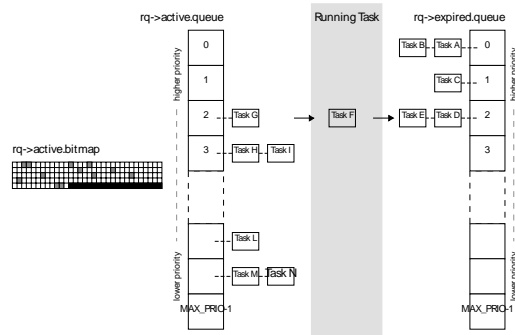 rq->active.queue
Running Task
rq->expired.queue
0
Task B
Task A
0
higher priority
higher priority
1
Task C
1
2
Task G
Task F
Task E
Task D
2
rq->active.bitmap
3
Task H
Task I
3
Task L
lower priority
lower priority
Task M
Task N
MAX_PRIO-1
MAX_PRIO-1